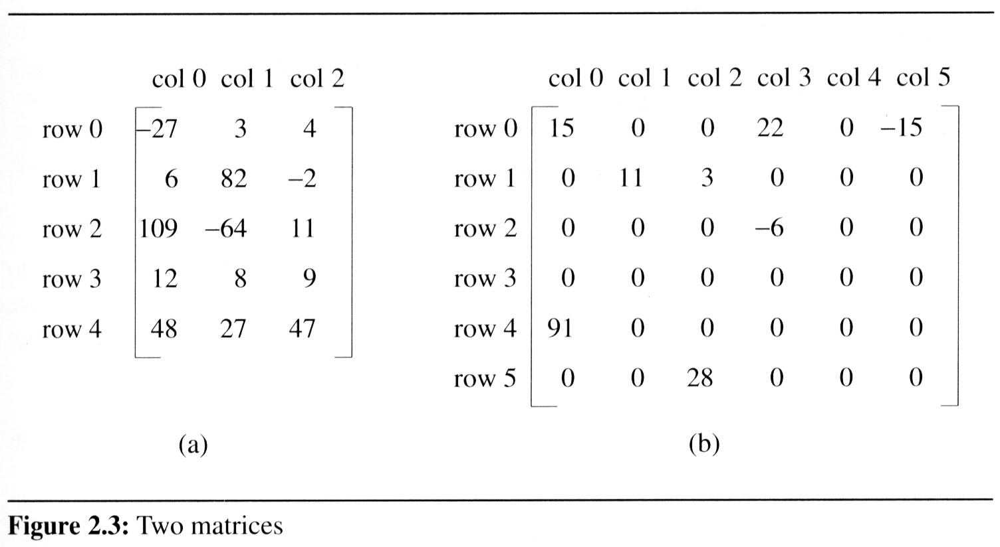 col 0 col 1 col 2
row 0 –27 3 4
row 1 6 82 –2
row 2 109 –64 11
row 3 12 8 9
row 4 48 27 47
(a)
col 0 col 1 col 2 col 3 col 4 col 5
row 0 15 0 0 22 0 –15
row 1 0 11 3 0 0 0
row 2 0 0 0 –6 0 0
row 3 0 0 0 0 0 0
row 4 91 0 0 0 0 0
row 5 0 0 28 0 0 0
(b)
Figure 2.3: Two matrices